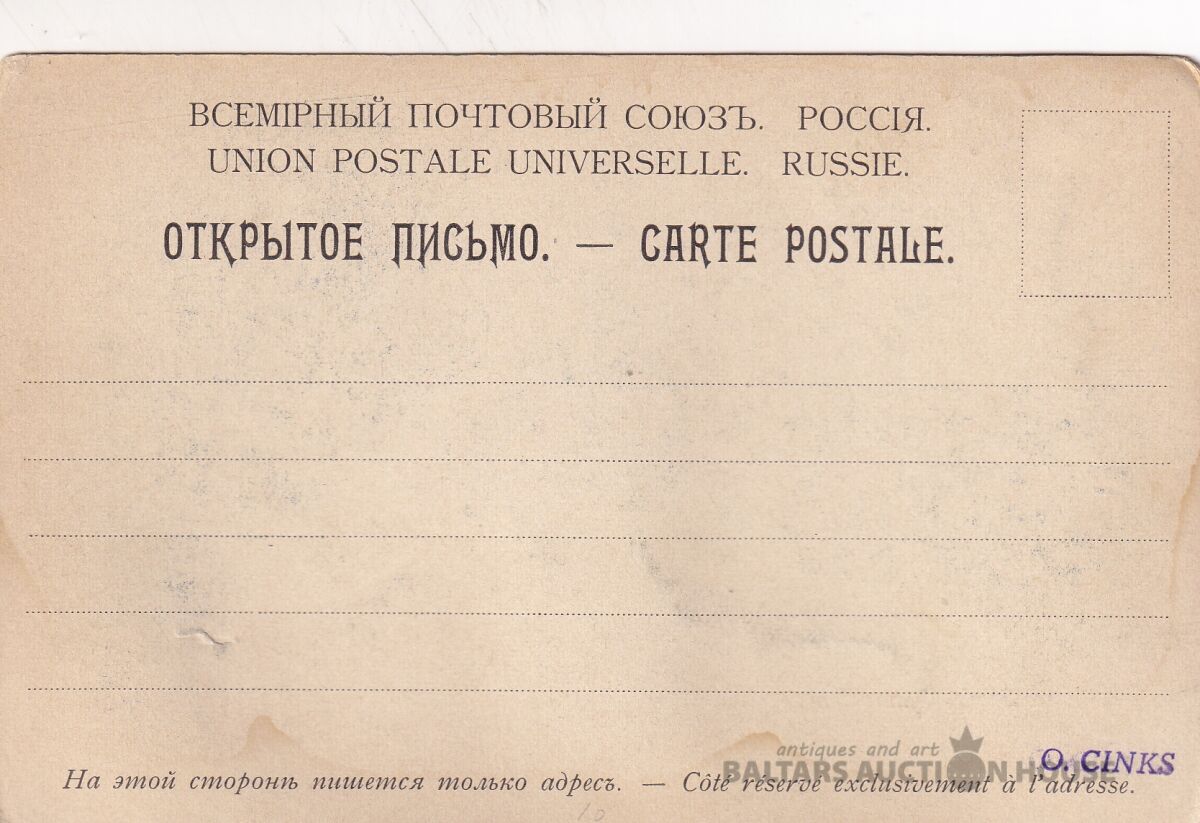 ВСЕМІРНЫЙ ПОЧТОВЫЙ СОЮЗЪ. РОССІЯ.
UNION POSTALE UNIVERSELLE. RUSSIE.
ОТКРЫТОЕ ПИСЬМО. — CARTE POSTALE.
antiques and art
BALTARS AUCTION HOUSE
O. CINKS
На этой сторонѣ пишется только адресъ. — Côté réservé exclusivement à l'adresse.
10